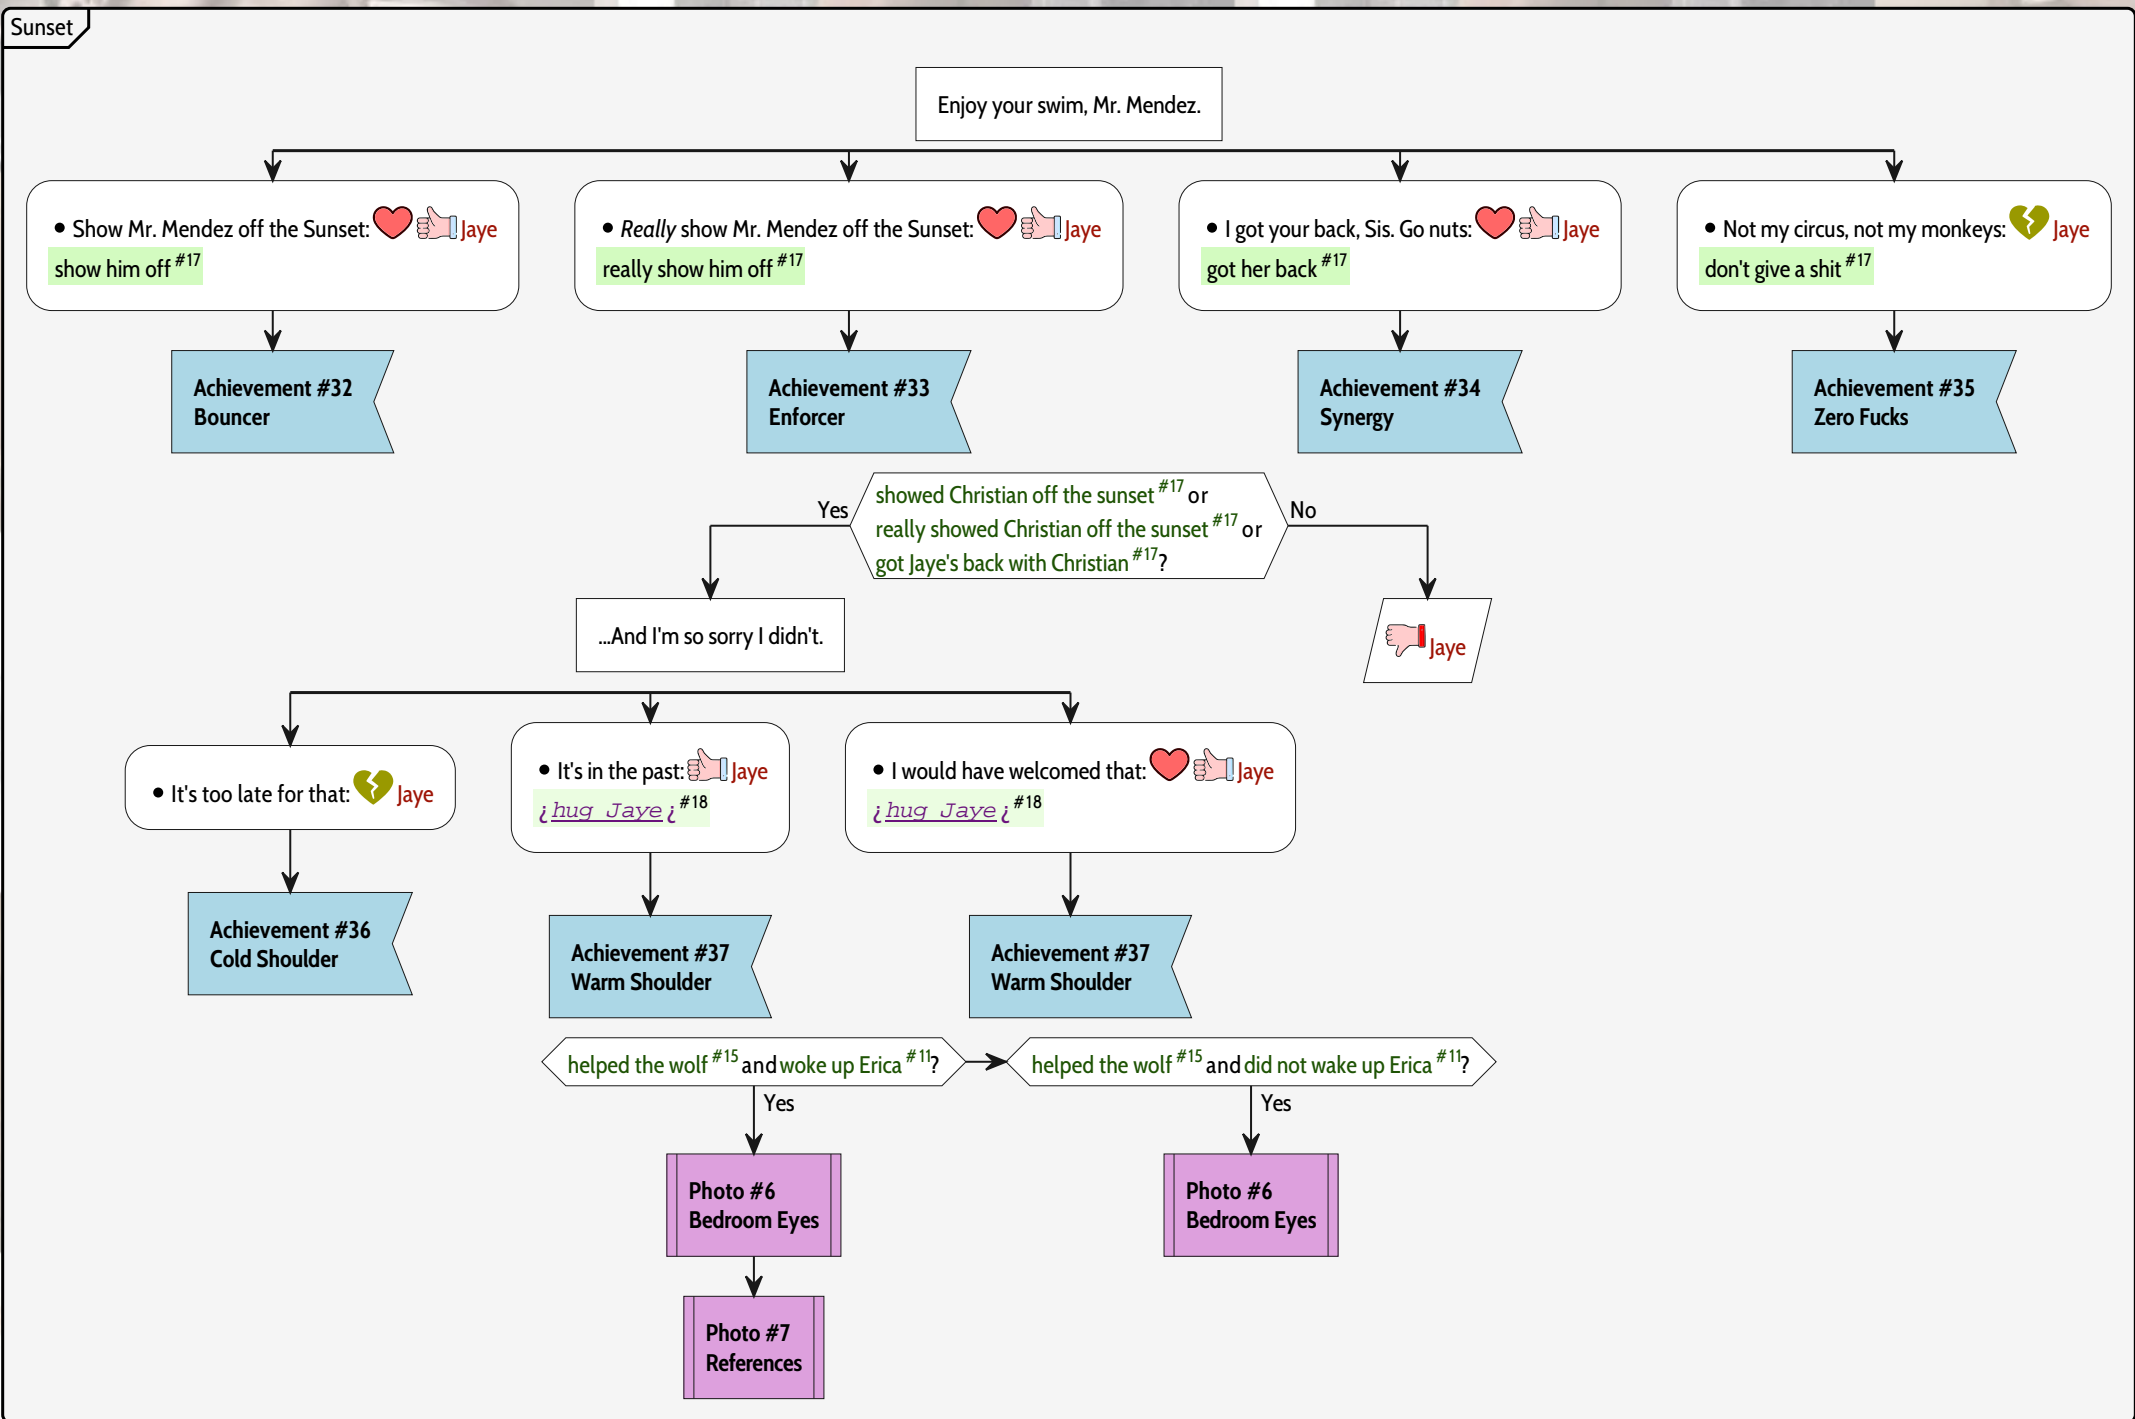 Sunset
Enjoy your swim, Mr. Mendez.
• Show Mr. Mendez off the Sunset: Jaye
show him off #17
• Really show Mr. Mendez off the Sunset: Jaye
really show him off #17
• I got your back, Sis. Go nuts: Jaye
got her back #17
• Not my circus, not my monkeys: Jaye
don't give a shit #17
Achievement #32
Bouncer
Achievement #33
Enforcer
Achievement #34
Synergy
Achievement #35
Zero Fucks
Yes
showed Christian off the sunset #17 or
really showed Christian off the sunset #17 or
got Jaye's back with Christian #17?
No
...And I'm so sorry I didn't.
Jaye
• It's too late for that: Jaye
• It's in the past: Jaye
¿hug Jaye¿ #18
• I would have welcomed that: Jaye
¿hug Jaye¿ #18
Achievement #36
Cold Shoulder
Achievement #37
Warm Shoulder
Achievement #37
Warm Shoulder
helped the wolf #15 and woke up Erica #11?
helped the wolf #15 and did not wake up Erica #11?
Yes
Yes
Photo #6
Bedroom Eyes
Photo #6
Bedroom Eyes
Photo #7
References